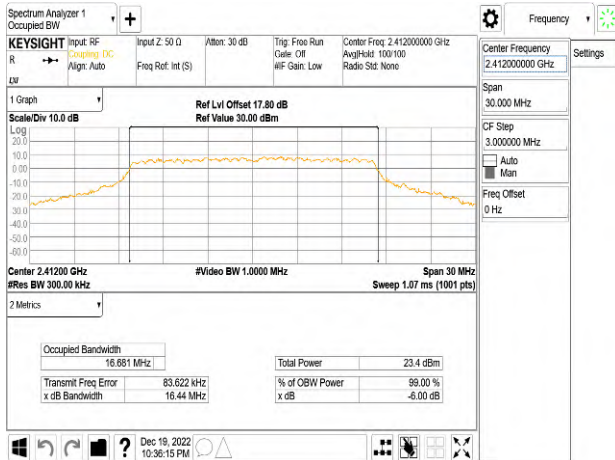 Spectrum Analyzer 1
Occupied BW
Frequency
KEYSIGHT
R
Input: RF
Coupling: DC
Align: Auto
Input Z: 50 Ω
Freq Ref: Int (S)
Atten: 30 dB
Trig: Free Run
Gate: Off
#IF Gain: Low
Center Freq: 2.412000000 GHz
Avg|Hold: 100/100
Radio Std: None
Center Frequency
2.412000000 GHz
Settings
Span
30.000 MHz
CF Step
3.000000 MHz
Auto
Man
Freq Offset
0 Hz
1 Graph
Scale/Div 10.0 dB
Ref Lvl Offset 17.80 dB
Ref Value 30.00 dBm
Log
20.0
10.0
0.00
-10.0
-20.0
-30.0
-40.0
-50.0
-60.0
Center 2.41200 GHz
#Res BW 300.00 kHz
#Video BW 1.0000 MHz
Span 30 MHz
Sweep 1.07 ms (1001 pts)
2 Metrics
Occupied Bandwidth
16.681 MHz
Total Power 23.4 dBm
Transmit Freq Error 83.622 kHz
% of OBW Power 99.00 %
x dB Bandwidth 16.44 MHz
x dB -6.00 dB
?
Dec 19, 2022
10:36:15 PM